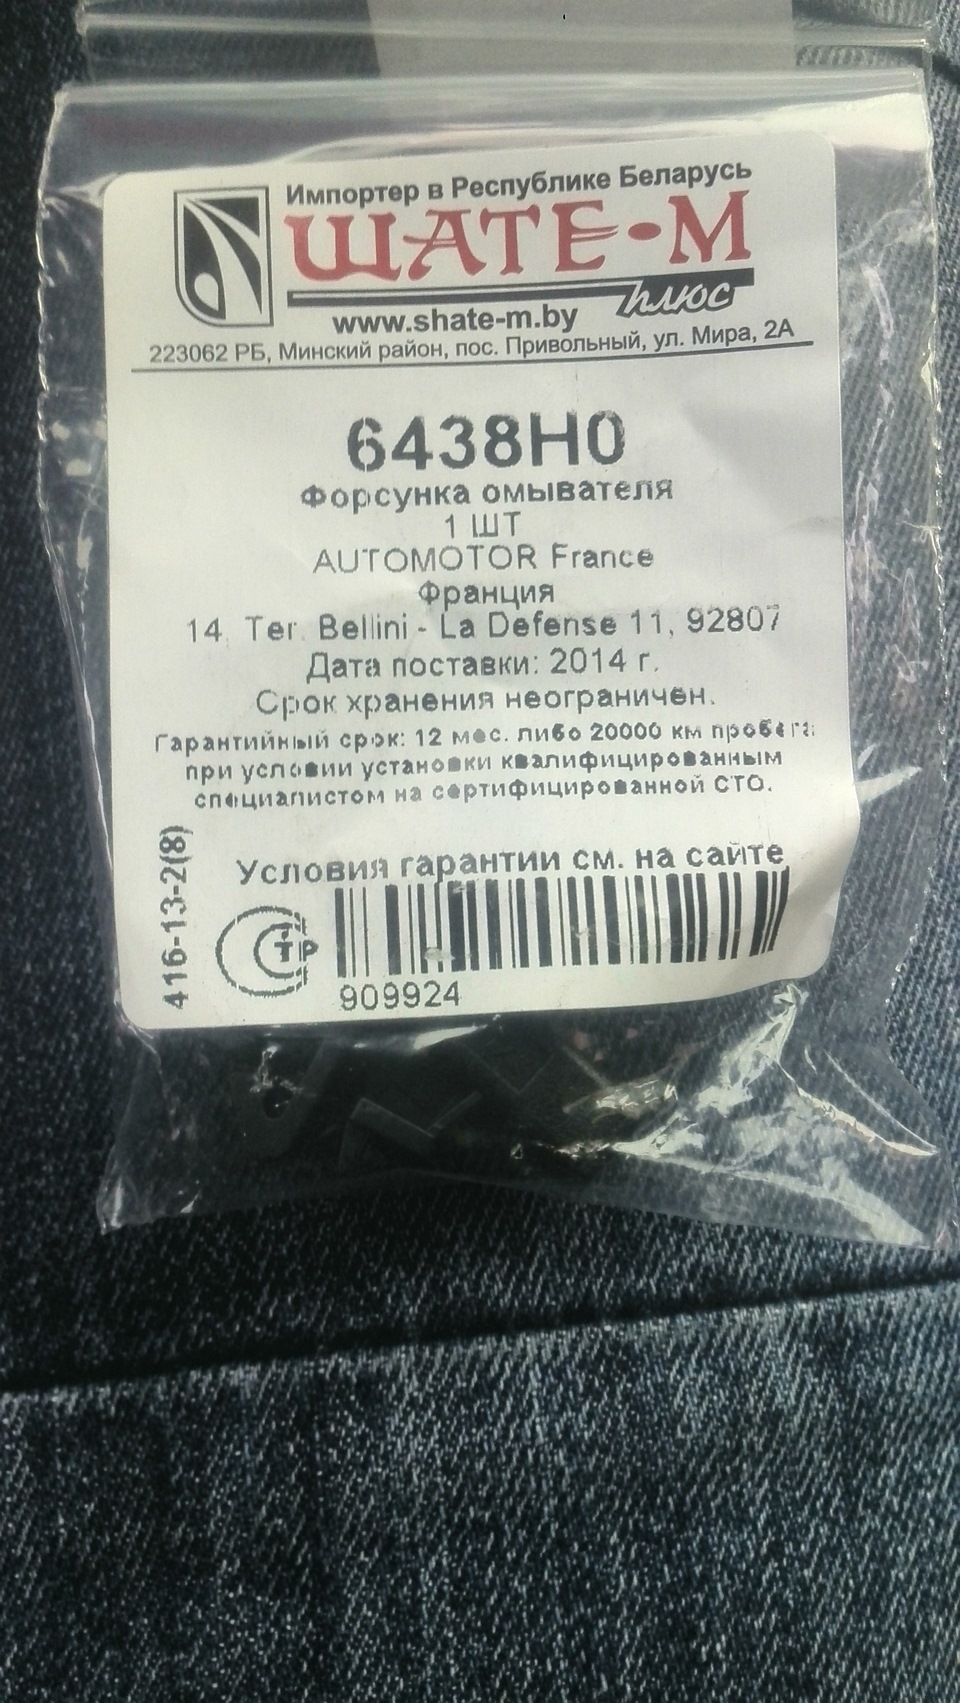 Импортер в Республике Беларусь
ШАТЕ-М
плюс
www.shate-m.by
223062 РБ, Минский район, пос. Привольный, ул. Мира, 2А
6438H0
Форсунка омывателя
1 ШТ
AUTOMOTOR France
Франция
14, Ter. Bellini - La Defense 11, 92807
Дата поставки: 2014 г.
Срок хранения неограничен.
Гарантийный срок: 12 мес. либо 20000 км пробега
при условии установки квалифицированным
специалистом на сертифицированной СТО.
Условия гарантии см. на сайте
416-13-2(8)
СТР
909924